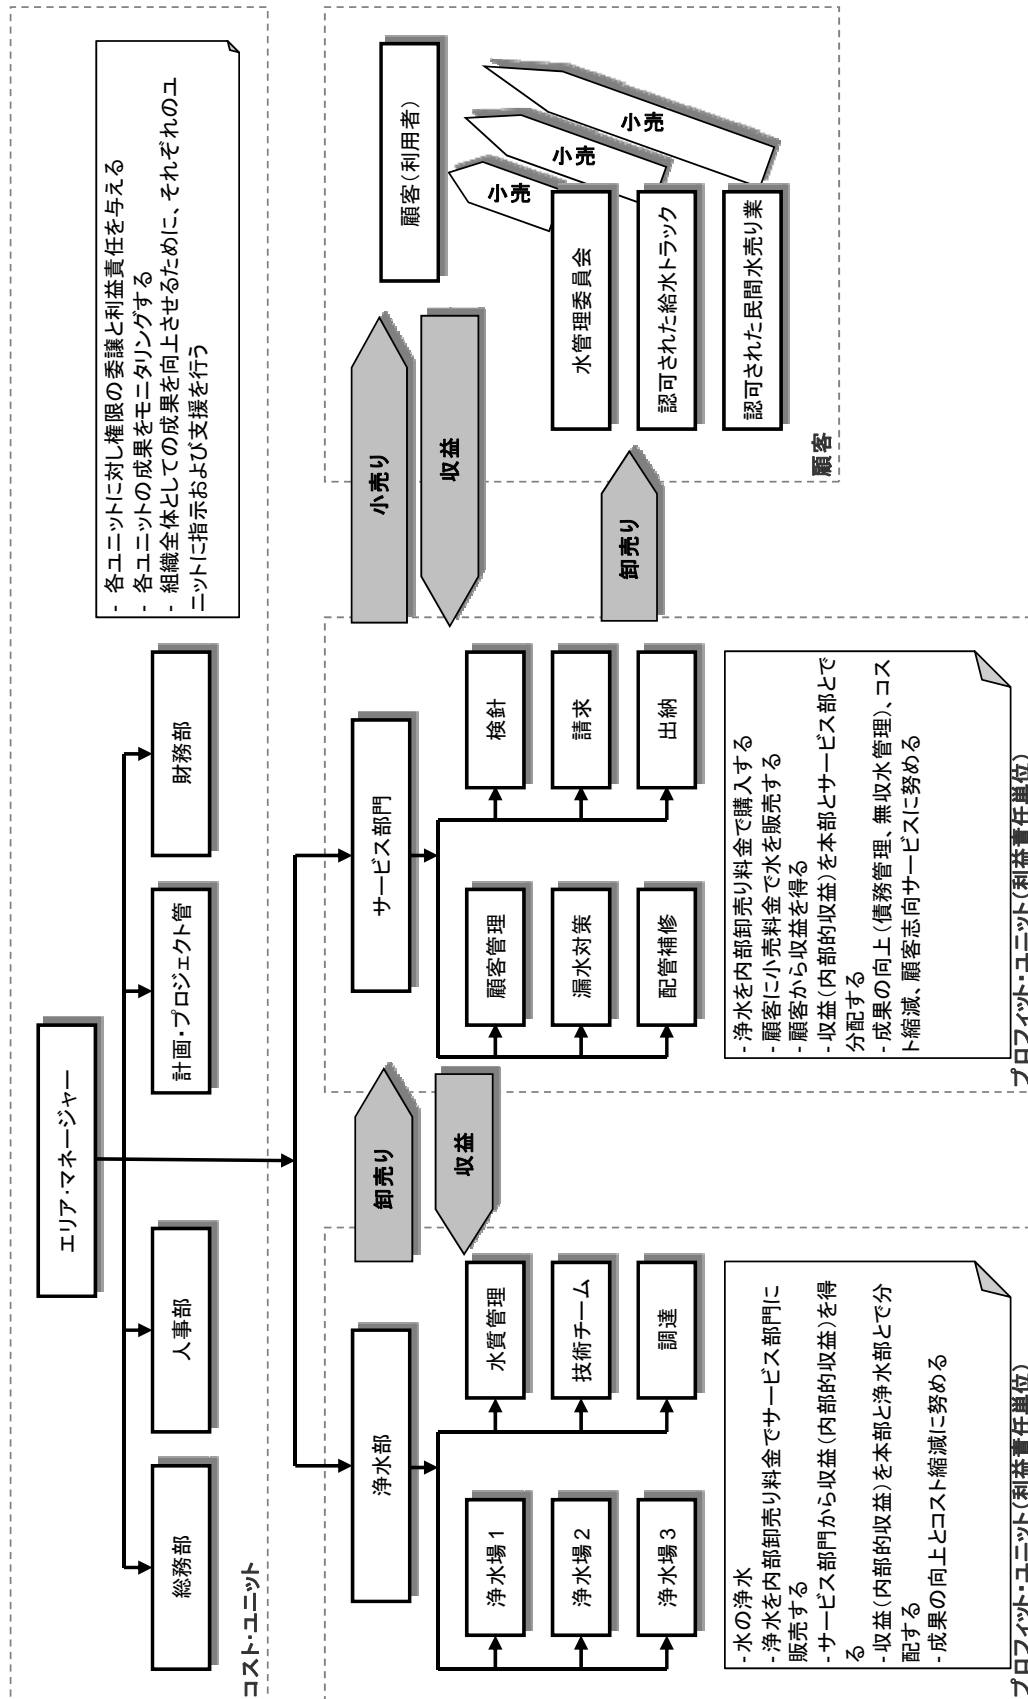 エリア・マネージャー
総務部
人事部
計画・プロジェクト管
財務部
- 各ユニットに対し権限の委譲と利益責任を与える
- 各ユニットの成果をモニタリングする
- 組織全体としての成果を向上させるために、それぞれのユ
ニットに指示および支援を行う
コスト・ユニット
浄水部
浄水場1
浄水場2
浄水場3
水質管理
技術チーム
調達
- 水の浄水
- 浄水を内部卸売り料金でサービス部門に
販売する
- サービス部門から収益(内部的収益)を得
る
- 収益(内部的収益)を本部と浄水部とで分
配する
- 成果の向上とコスト縮減に努める
プロフィット・ユニット(利益責任単位)
卸売り
収益
サービス部門
顧客管理
漏水対策
配管補修
検針
請求
出納
- 浄水を内部卸売り料金で購入する
- 顧客に小売料金で水を販売する
- 顧客から収益を得る
- 収益(内部的収益)を本部とサービス部とで
分配する
- 成果の向上(債務管理、無収水管理)、コス
ト縮減、顧客志向サービスに努める
プロフィット・ユニット(利益責任単位)
小売り
収益
卸売り
顧客(利用者)
小売
小売
小売
水管理委員会
認可された給水トラック
認可された民間水売り業
顧客